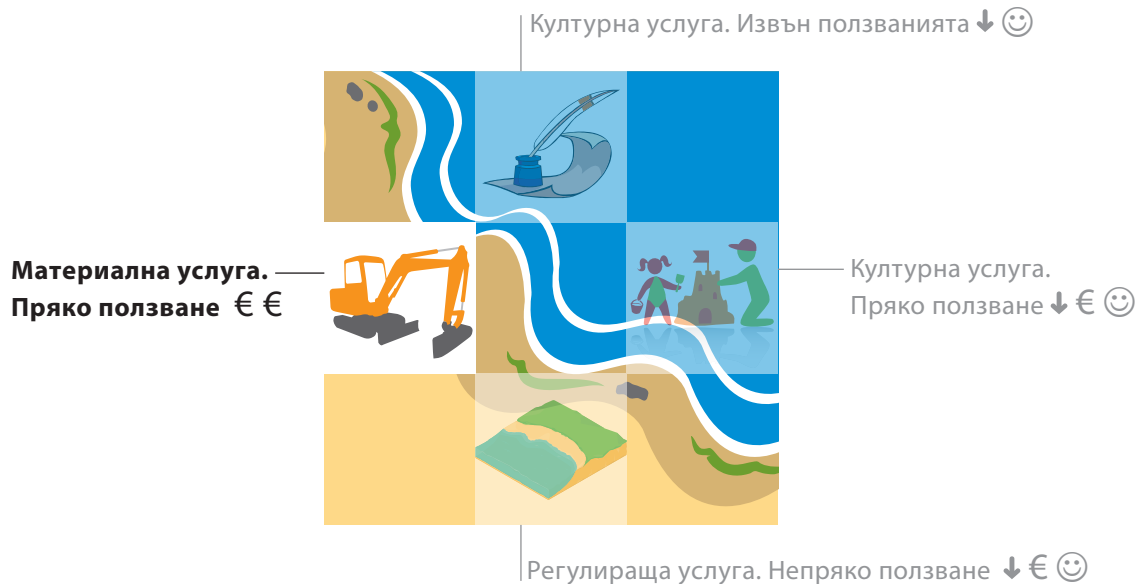 Културна услуга. Извън ползванията ↓ ☺
Материална услуга.
Пряко ползване € €
Културна услуга.
Пряко ползване ↓ € ☺
Регулираща услуга. Непряко ползване ↓ € ☺